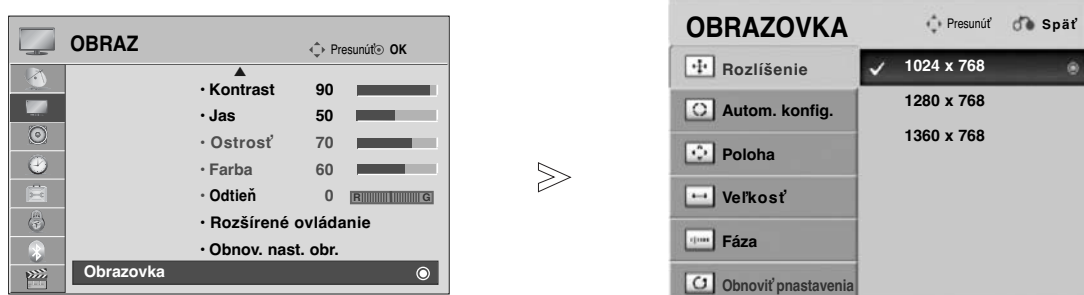 OBRAZ
Presunúť OK
• Kontrast 90
• Jas 50
• Ostrosť 70
• Farba 60
• Odtieň 0 R G
• Rozšírené ovládanie
• Obnov. nast. obr.
Obrazovka
OBRAZOVKA
Presunúť Späť
Rozlíšenie
Autom. konfig.
Poloha
Veľkosť
Fáza
Obnoviť pnastavenia
1024 x 768
1280 x 768
1360 x 768